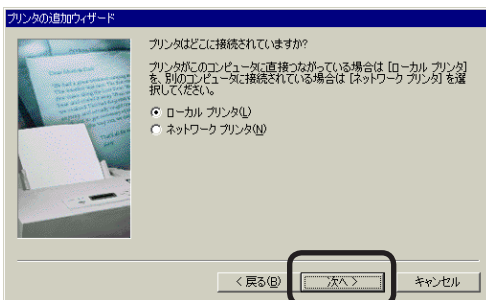 プリンタの追加ウィザード
プリンタはどこに接続されていますか?
プリンタがこのコンピュータに直接つながっている場合は [ローカル プリンタ]
を、別のコンピュータに接続されている場合は [ネットワーク プリンタ] を選
択してください。
ローカル プリンタ(L)
ネットワーク プリンタ(N)
< 戻る(B)
次へ >
キャンセル